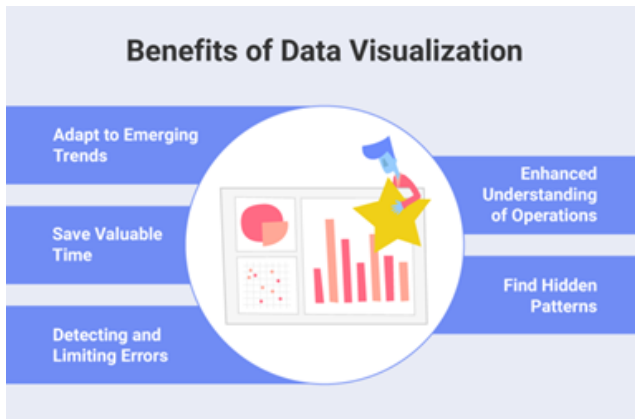 Benefits of Data Visualization
Adapt to Emerging
Trends
Save Valuable
Time
Detecting and
Limiting Errors
Enhanced
Understanding
of Operations
Find Hidden
Patterns